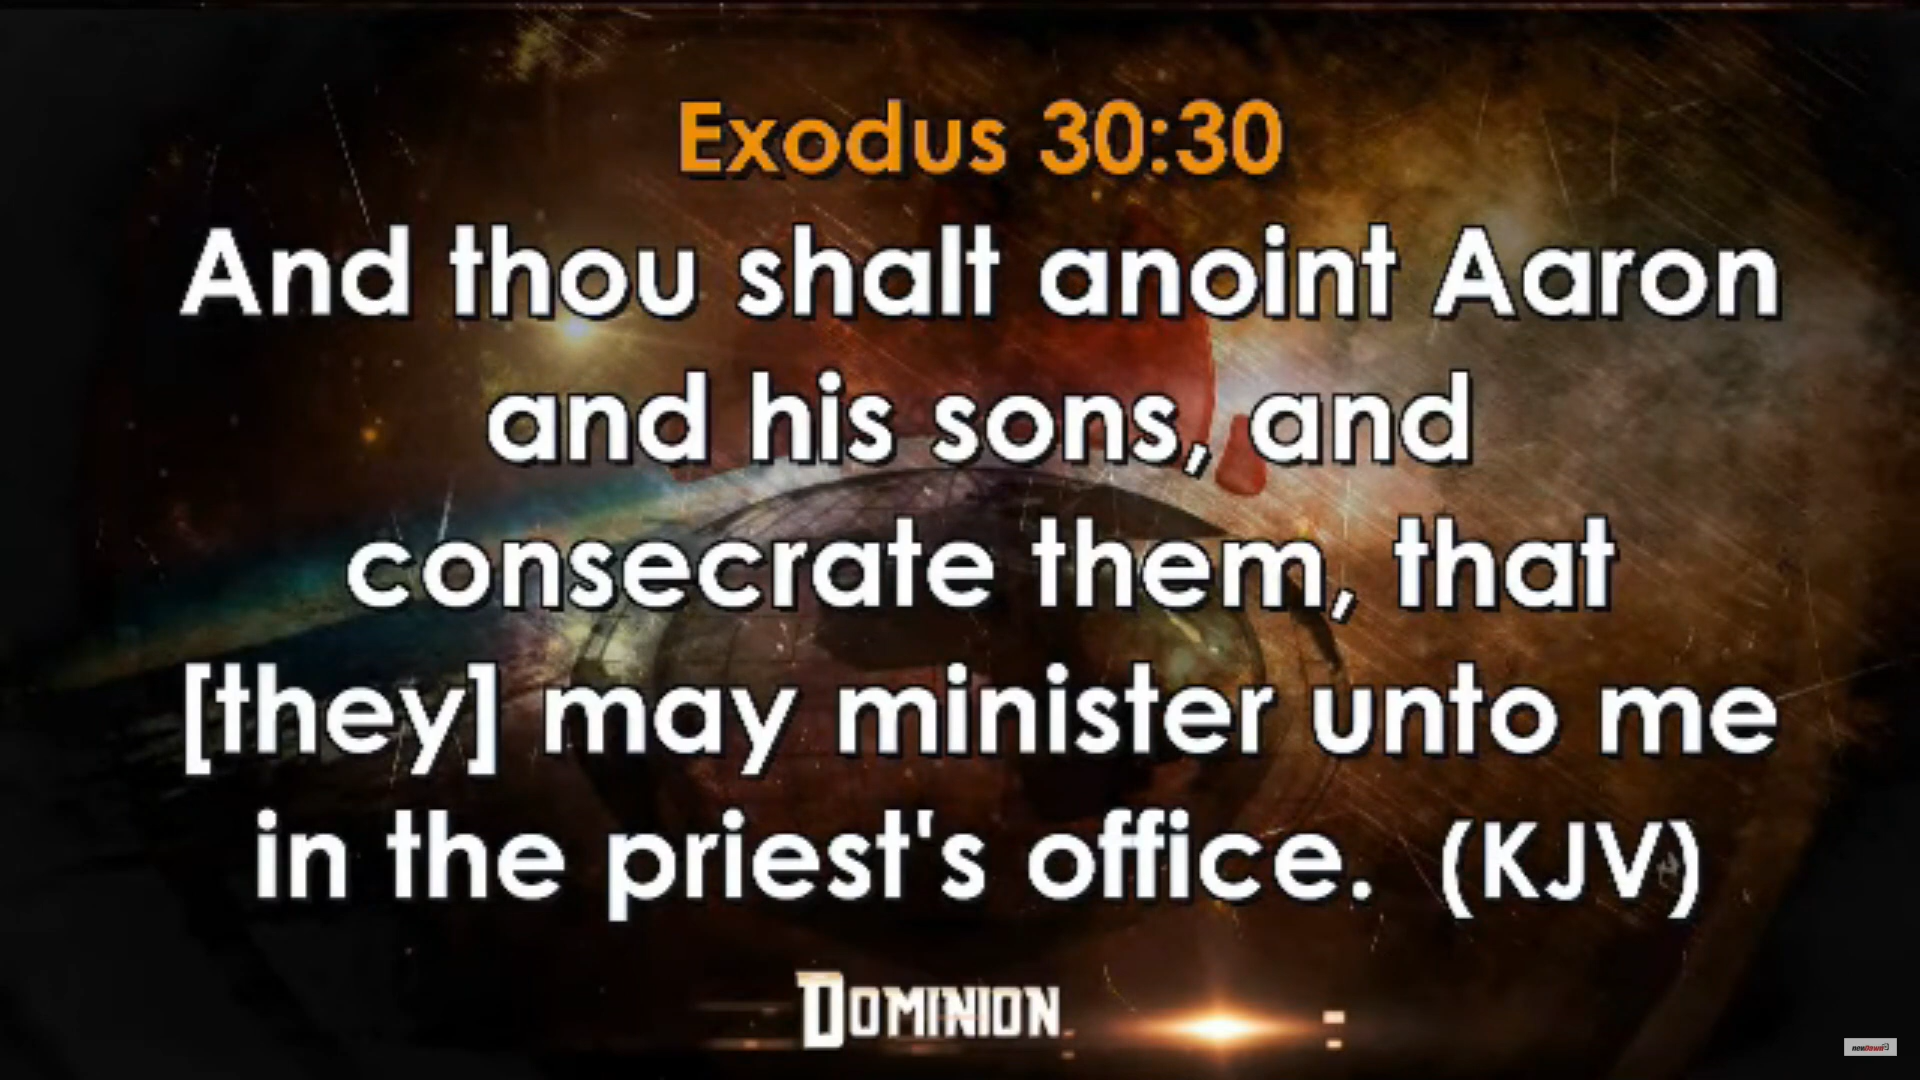 Exodus 30:30
And thou shalt anoint Aaron
and his sons, and
consecrate them, that
[they] may minister unto me
in the priest's office. (KJV)
DOMINION
newDawn